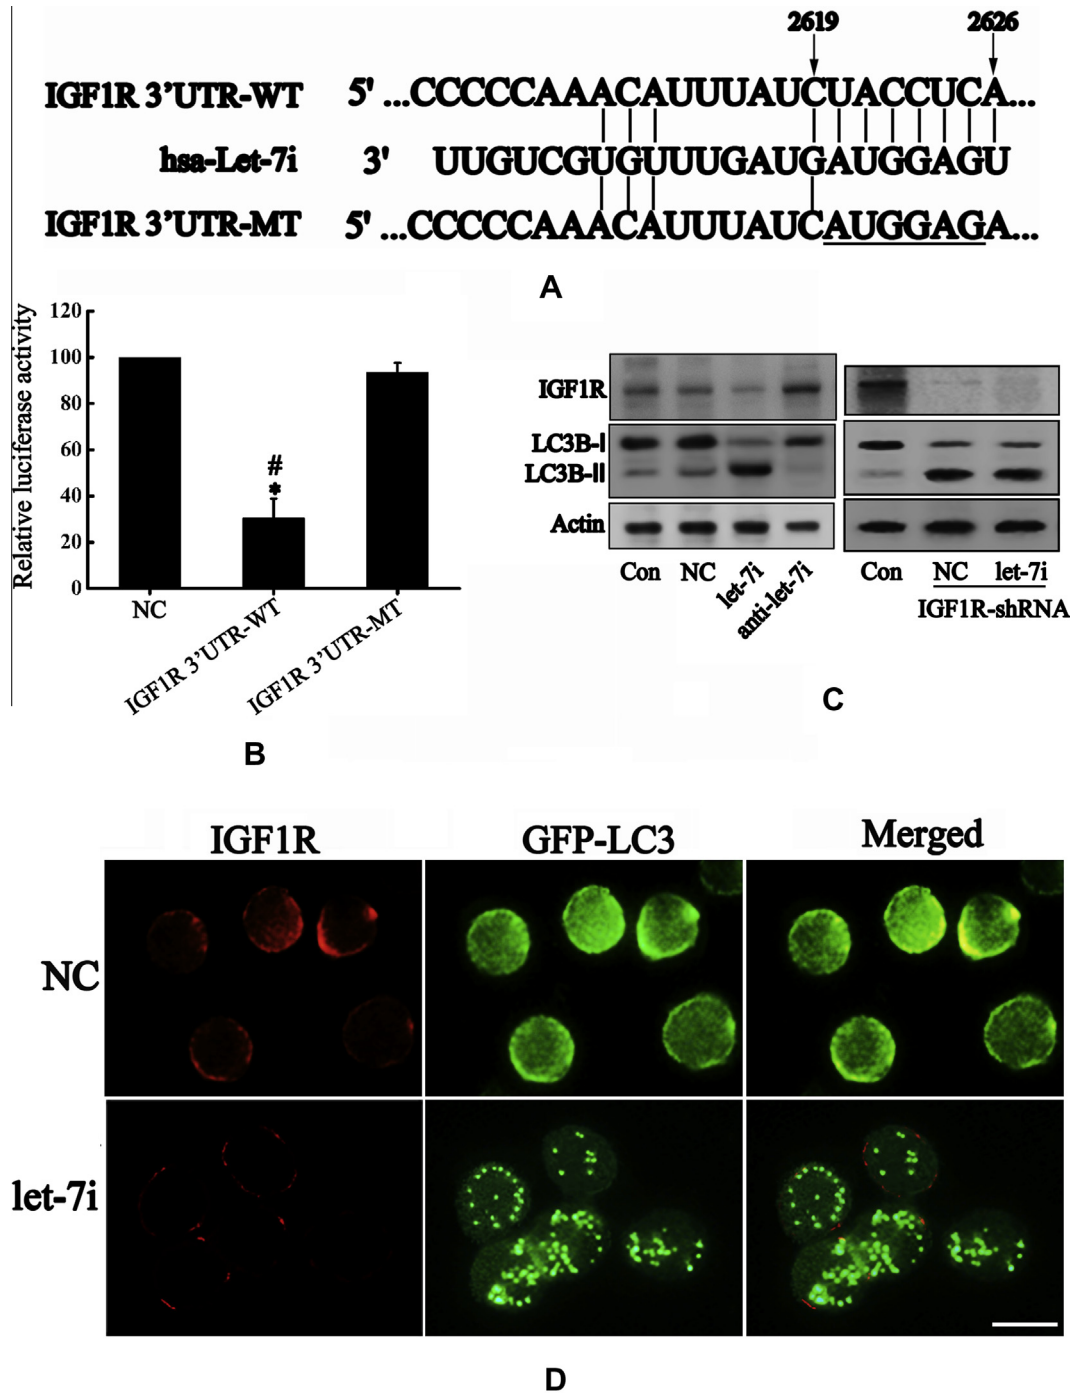 2619 2626
IGF1R 3'UTR-WT 5' ...CCCCCAAACAUUUAUCUACCUCA...
hsa-Let-7i 3' UUGUCGUGUUUGAUGAUGGAGU
IGF1R 3'UTR-MT 5' ...CCCCCAAACAUUUAUCAUGGAGA...
A
Relative luciferase activity
120
100
80
60
40
20
0
#
*
NC
IGF1R 3'UTR-WT
IGF1R 3'UTR-MT
B
IGF1R
LC3B-I
LC3B-II
Actin
Con NC let-7i anti-let-7i
Con NC let-7i
IGF1R-shRNA
C
IGF1R GFP-LC3 Merged
NC
let-7i
D